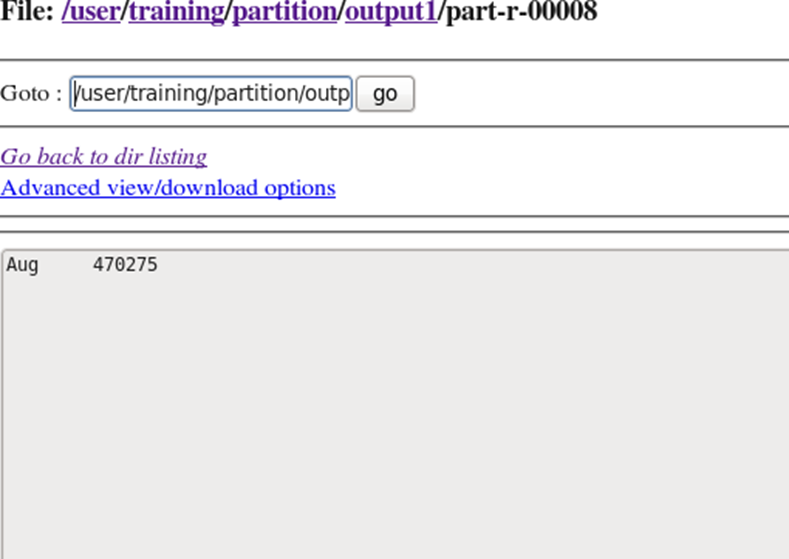 File: /user/training/partition/output1/part-r-00008
Goto : /user/training/partition/outp go
Go back to dir listing
Advanced view/download options
Aug 470275